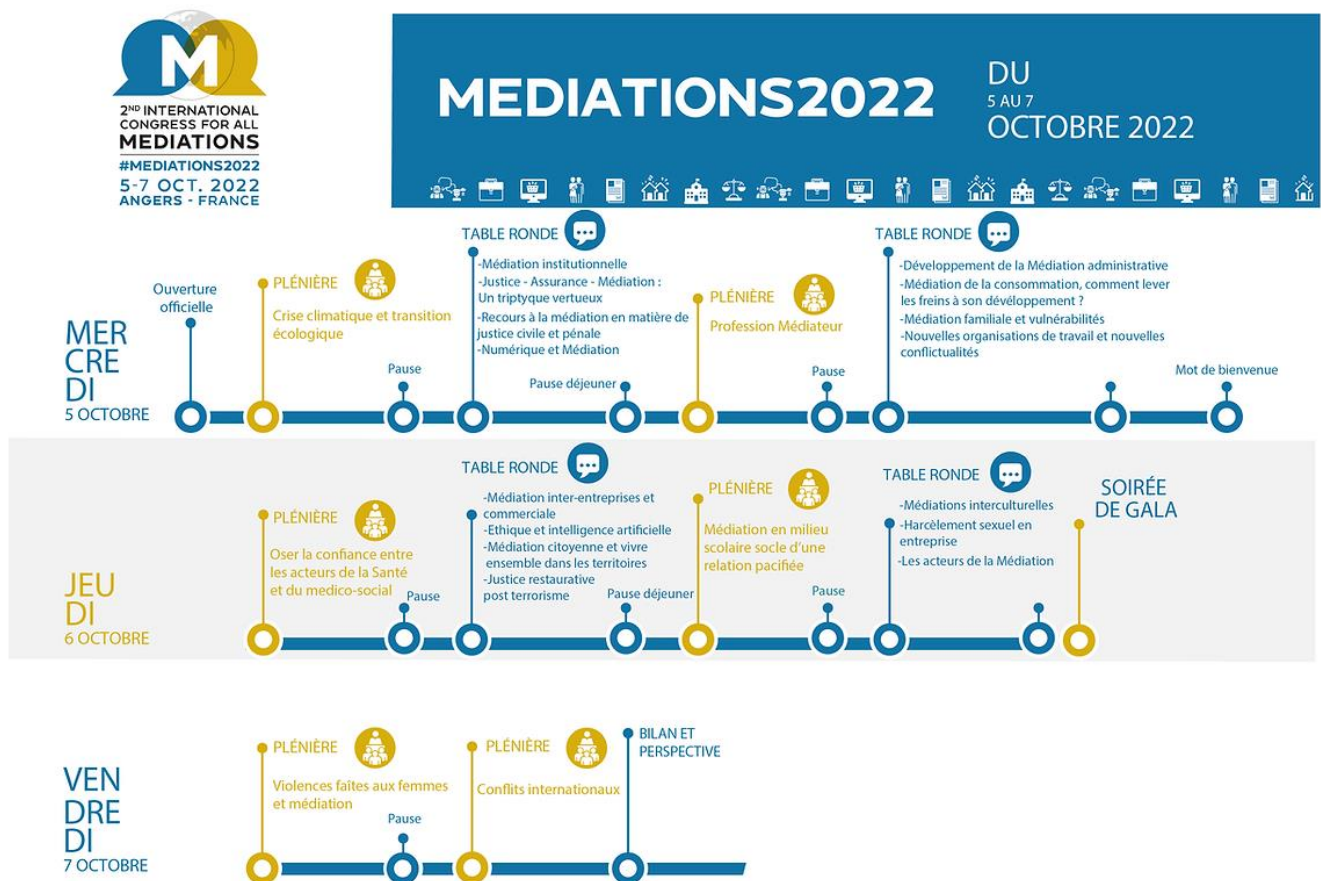 M
2ND INTERNATIONAL
CONGRESS FOR ALL
MEDIATIONS
#MEDIATIONS2022
5-7 OCT. 2022
ANGERS - FRANCE
MEDIATIONS2022
DU
5 AU 7
OCTOBRE 2022
MER
CRE
DI
5 OCTOBRE
Ouverture
officielle
PLÉNIÈRE
Crise climatique et transition
écologique
Pause
TABLE RONDE
-Médiation institutionnelle
-Justice - Assurance - Médiation :
Un triptyque vertueux
-Recours à la médiation en matière de
justice civile et pénale
-Numérique et Médiation
Pause déjeuner
PLÉNIÈRE
Profession Médiateur
Pause
TABLE RONDE
-Développement de la Médiation administrative
-Médiation de la consommation, comment lever
les freins à son dévéloppement ?
-Médiation familiale et vulnérabilités
-Nouvelles organisations de travail et nouvelles
conflictualités
Mot de bienvenue
JEU
DI
6 OCTOBRE
PLÉNIÈRE
Oser la confiance entre
les acteurs de la Santé
et du medico-social
Pause
TABLE RONDE
-Médiation inter-entreprises et
commerciale
-Ethique et intelligence artificielle
-Médiation citoyenne et vivre
ensemble dans les territoires
-Justice restaurative
post terrorisme
Pause déjeuner
PLÉNIÈRE
Médiation en milieu
scolaire socle d'une
relation pacifiée
Pause
TABLE RONDE
-Médiations interculturelles
-Harcèlement sexuel en
entreprise
-Les acteurs de la Médiation
SOIRÉE
DE GALA
VEN
DRE
DI
7 OCTOBRE
PLÉNIÈRE
Violences faîtes aux femmes
et médiation
Pause
PLÉNIÈRE
Conflits internationaux
BILAN ET
PERSPECTIVE